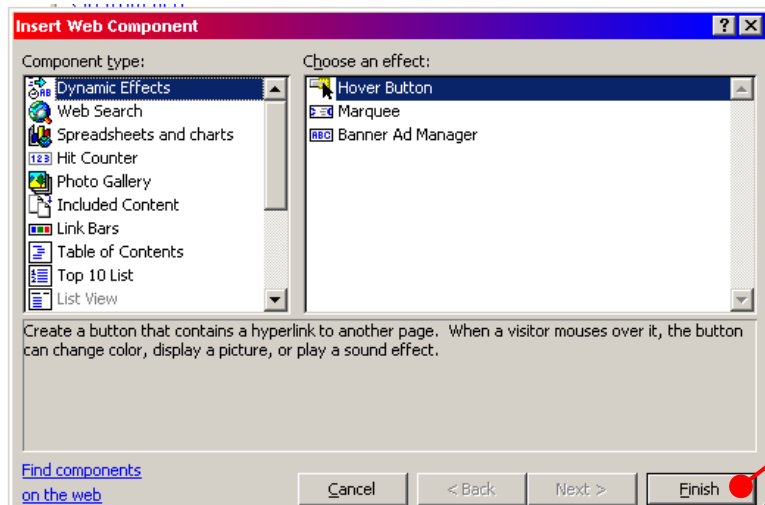 Insert Web Component
Component type:
Choose an effect:
Dynamic Effects
Web Search
Spreadsheets and charts
Hit Counter
Photo Gallery
Included Content
Link Bars
Table of Contents
Top 10 List
List View
Hover Button
Marquee
Banner Ad Manager
Create a button that contains a hyperlink to another page. When a visitor mouses over it, the button
can change color, display a picture, or play a sound effect.
Find components
on the web
Cancel
< Back
Next >
Finish